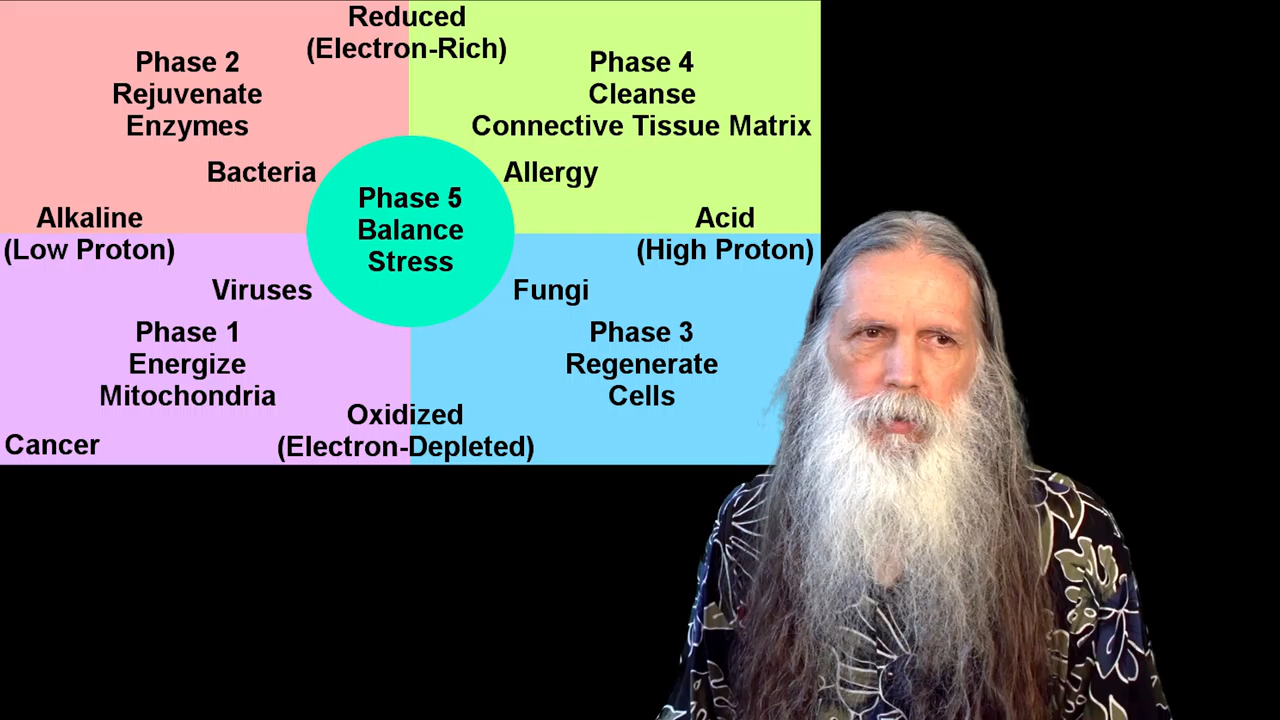 Reduced
(Electron-Rich)
Phase 2
Rejuvenate
Enzymes
Phase 4
Cleanse
Connective Tissue Matrix
Bacteria
Allergy
Phase 5
Balance
Stress
Alkaline
(Low Proton)
Acid
(High Proton)
Viruses
Fungi
Phase 1
Energize
Mitochondria
Phase 3
Regenerate
Cells
Cancer
Oxidized
(Electron-Depleted)